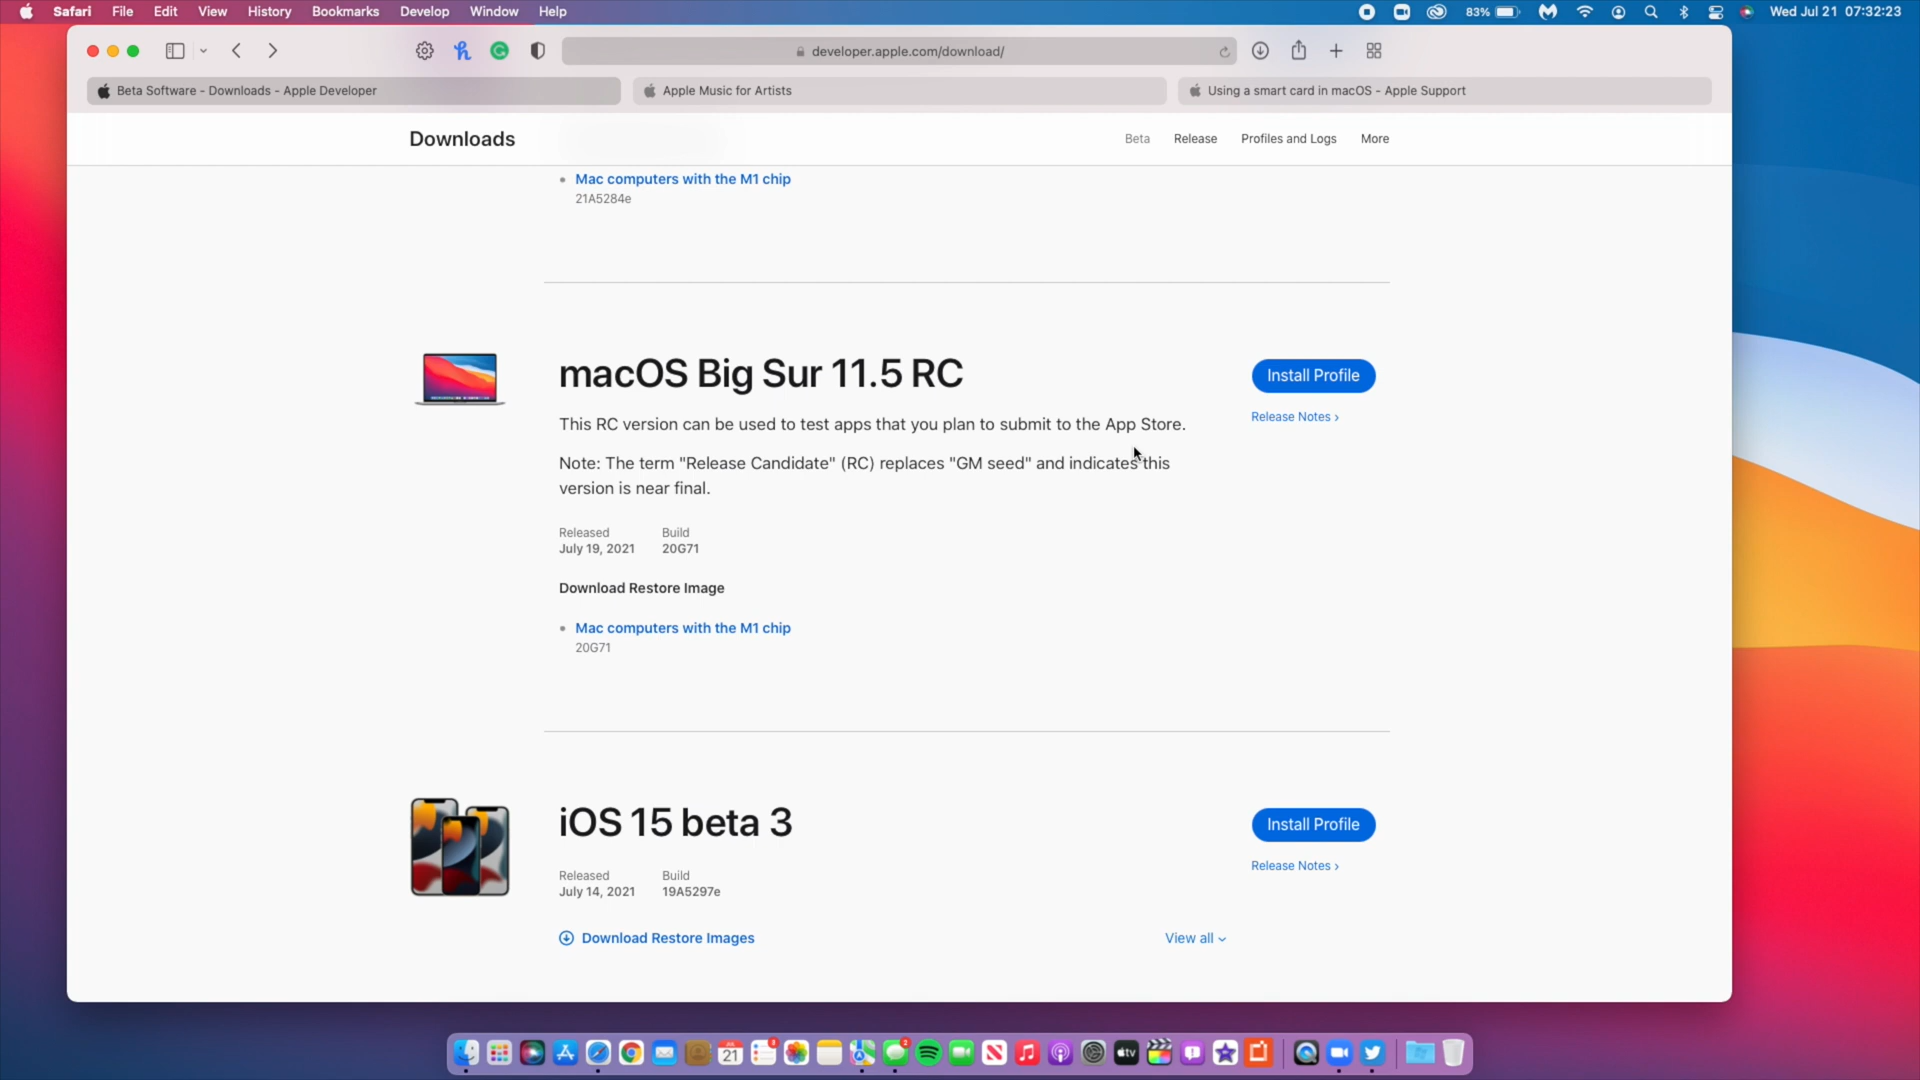 Safari File Edit View History Bookmarks Develop Window Help 83% Wed Jul 21 07:32:23
developer.apple.com/download/
Beta Software - Downloads - Apple Developer
Apple Music for Artists
Using a smart card in macOS - Apple Support
Downloads
Beta Release Profiles and Logs More
Mac computers with the M1 chip
21A5284e
macOS Big Sur 11.5 RC
Install Profile
Release Notes ›
This RC version can be used to test apps that you plan to submit to the App Store.
Note: The term "Release Candidate" (RC) replaces "GM seed" and indicates this
version is near final.
Released Build
July 19, 2021 20G71
Download Restore Image
Mac computers with the M1 chip
20G71
iOS 15 beta 3
Install Profile
Release Notes ›
Released Build
July 14, 2021 19A5297e
Download Restore Images
View all